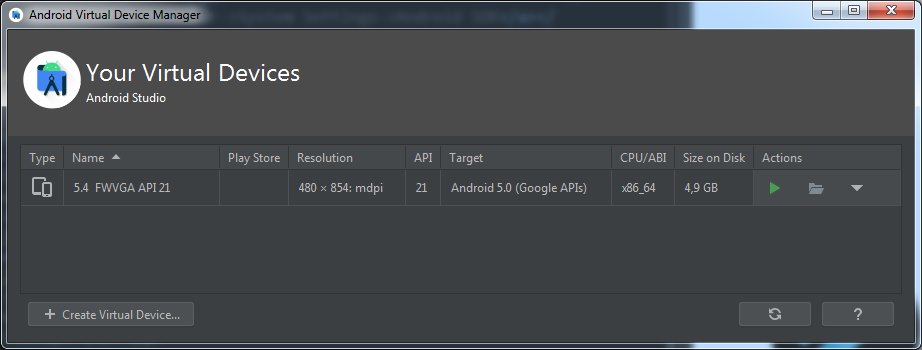 Android Virtual Device Manager
Your Virtual Devices
Android Studio
Type Name Play Store Resolution API Target CPU/ABI Size on Disk Actions
5.4 FWVGA API 21 480 × 854: mdpi 21 Android 5.0 (Google APIs) x86_64 4,9 GB
+ Create Virtual Device... ?